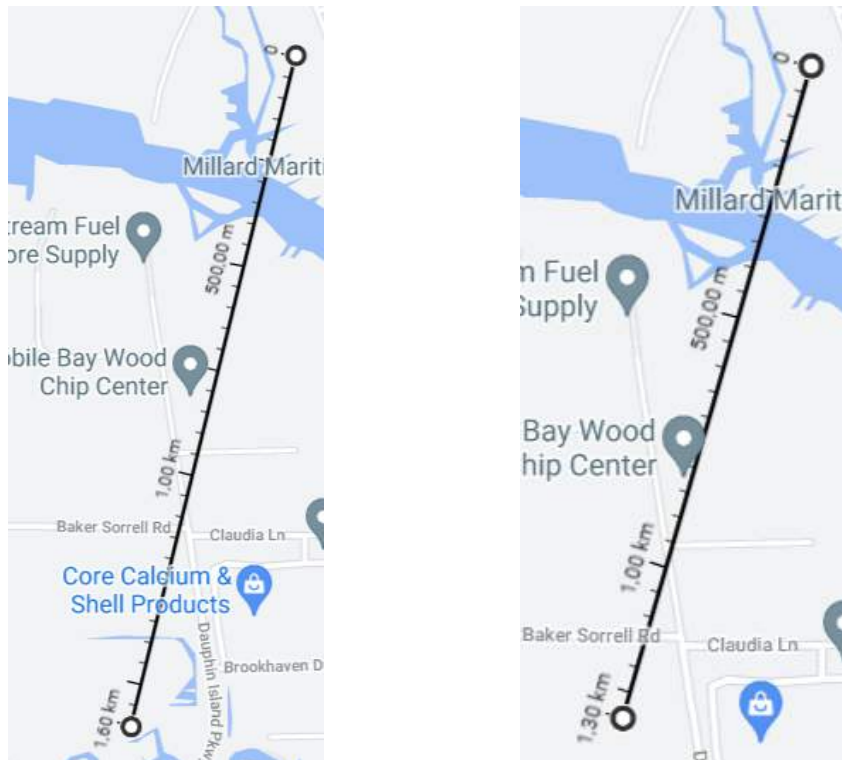 0
Millard Mariti
tream Fuel
ore Supply
500,00 m
obile Bay Wood
Chip Center
1,00 km
Baker Sorrell Rd
Claudia Ln
Core Calcium &
Shell Products
Dauphin Island Pkw
Brookhaven D
1,60 km
0
Millard Marit
m Fuel
Supply
500,00 m
Bay Wood
hip Center
1,00 km
Baker Sorrell Rd
Claudia Ln
1,30 km
D